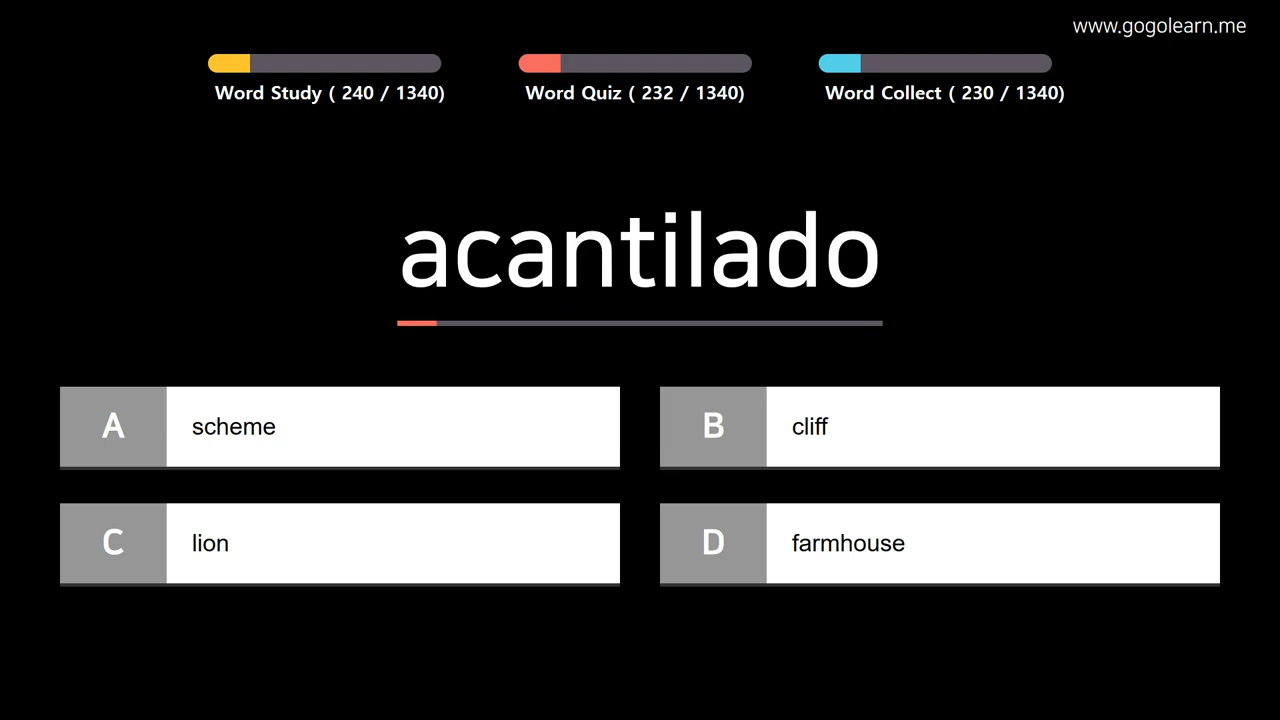 www.gogolearn.me
Word Study ( 240 / 1340)
Word Quiz ( 232 / 1340)
Word Collect ( 230 / 1340)
acantilado
A scheme
B cliff
C lion
D farmhouse